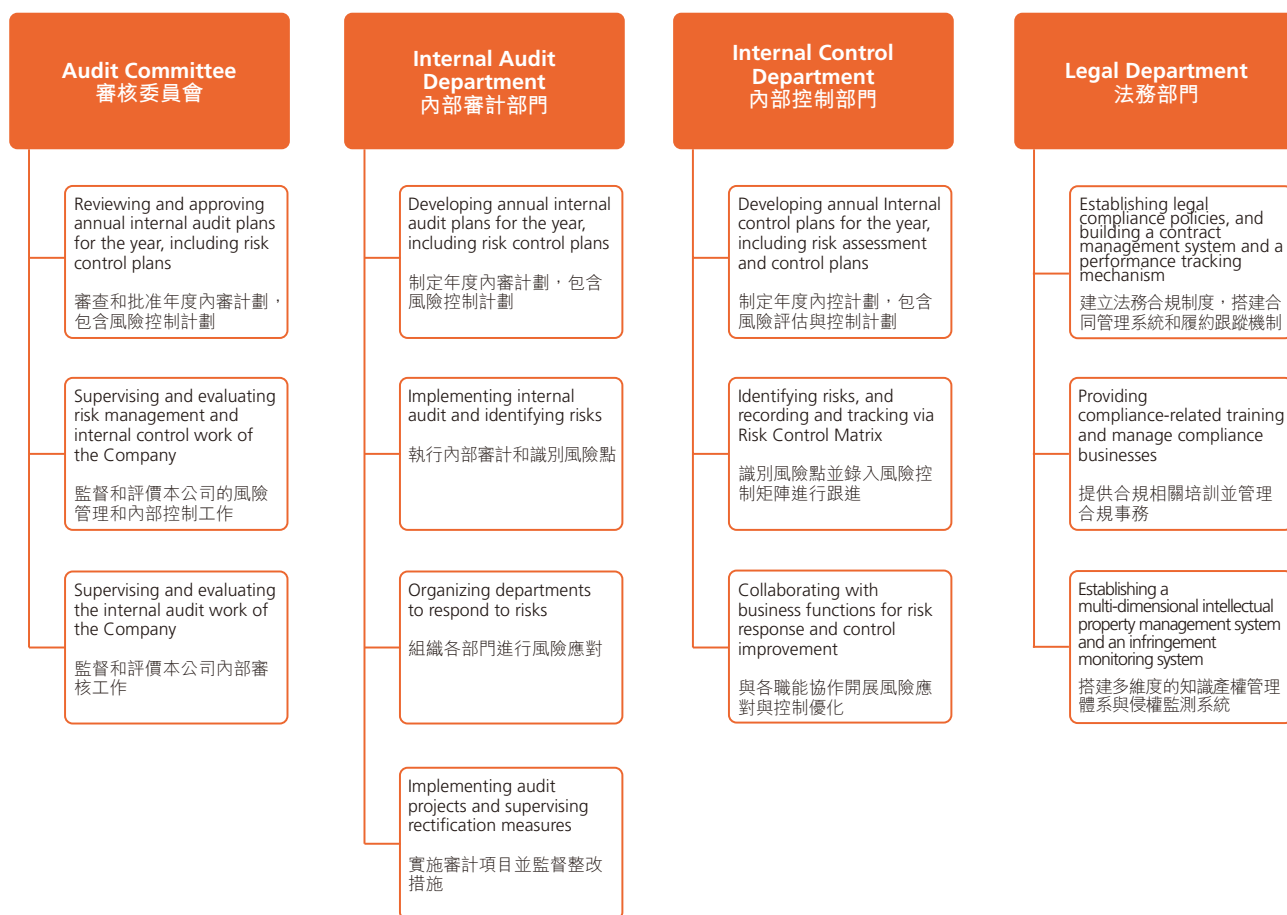 Audit Committee
審核委員會
Reviewing and approving
annual internal audit plans
for the year, including risk
control plans
審查和批准年度內審計劃，
包含風險控制計劃
Supervising and evaluating
risk management and
internal control work of
the Company
監督和評價本公司的風險
管理和內部控制工作
Supervising and evaluating
the internal audit work of
the Company
監督和評價本公司內部審
核工作
Internal Audit
Department
內部審計部門
Developing annual internal
audit plans for the year,
including risk control plans
制定年度內審計劃，包含
風險控制計劃
Implementing internal
audit and identifying risks
執行內部審計和識別風險點
Organizing departments
to respond to risks
組織各部門進行風險應對
Implementing audit
projects and supervising
rectification measures
實施審計項目並監督整改
措施
Internal Control
Department
內部控制部門
Developing annual Internal
control plans for the year,
including risk assessment
and control plans
制定年度內控計劃，包含
風險評估與控制計劃
Identifying risks, and
recording and tracking via
Risk Control Matrix
識別風險點並錄入風險控
制矩陣進行跟進
Collaborating with
business functions for risk
response and control
improvement
與各職能協作開展風險應
對與控制優化
Legal Department
法務部門
Establishing legal
compliance policies, and
building a contract
management system and a
performance tracking
mechanism
建立法務合規制度，搭建合
同管理系統和履約跟蹤機制
Providing
compliance-related training
and manage compliance
businesses
提供合規相關培訓並管理
合規事務
Establishing a
multi-dimensional intellectual
property management system
and an infringement
monitoring system
搭建多維度的知識產權管理
體系與侵權監測系統